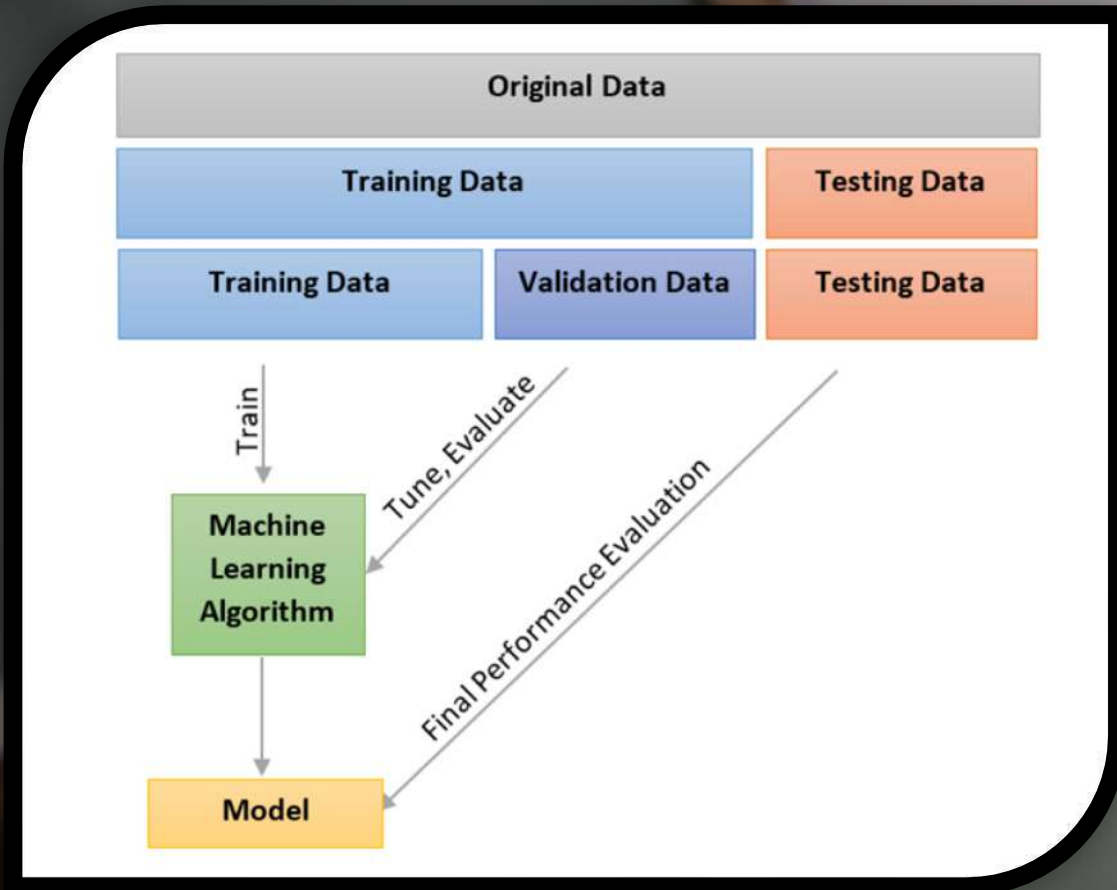 Original Data
Training Data
Testing Data
Training Data
Validation Data
Testing Data
Train
Tune, Evaluate
Final Performance Evaluation
Machine
Learning
Algorithm
Model